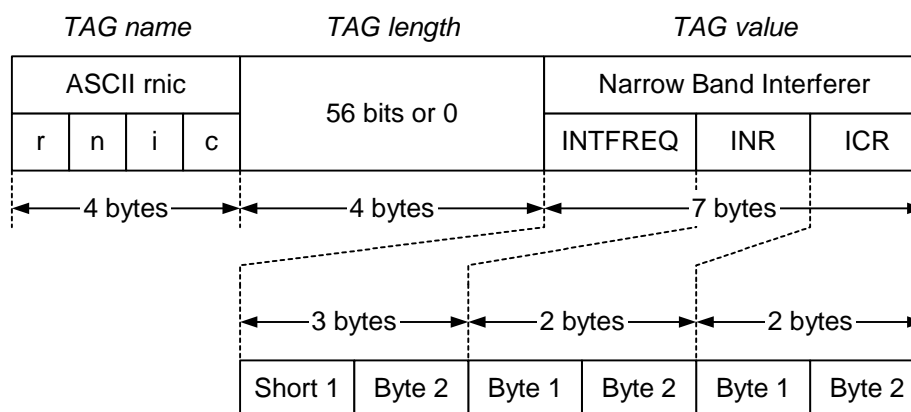 TAG name TAG length TAG value
ASCII rnic 56 bits or 0 Narrow Band Interferer
r n i c INTFREQ INR ICR
4 bytes 4 bytes 7 bytes
3 bytes 2 bytes 2 bytes
Short 1 Byte 2 Byte 1 Byte 2 Byte 1 Byte 2